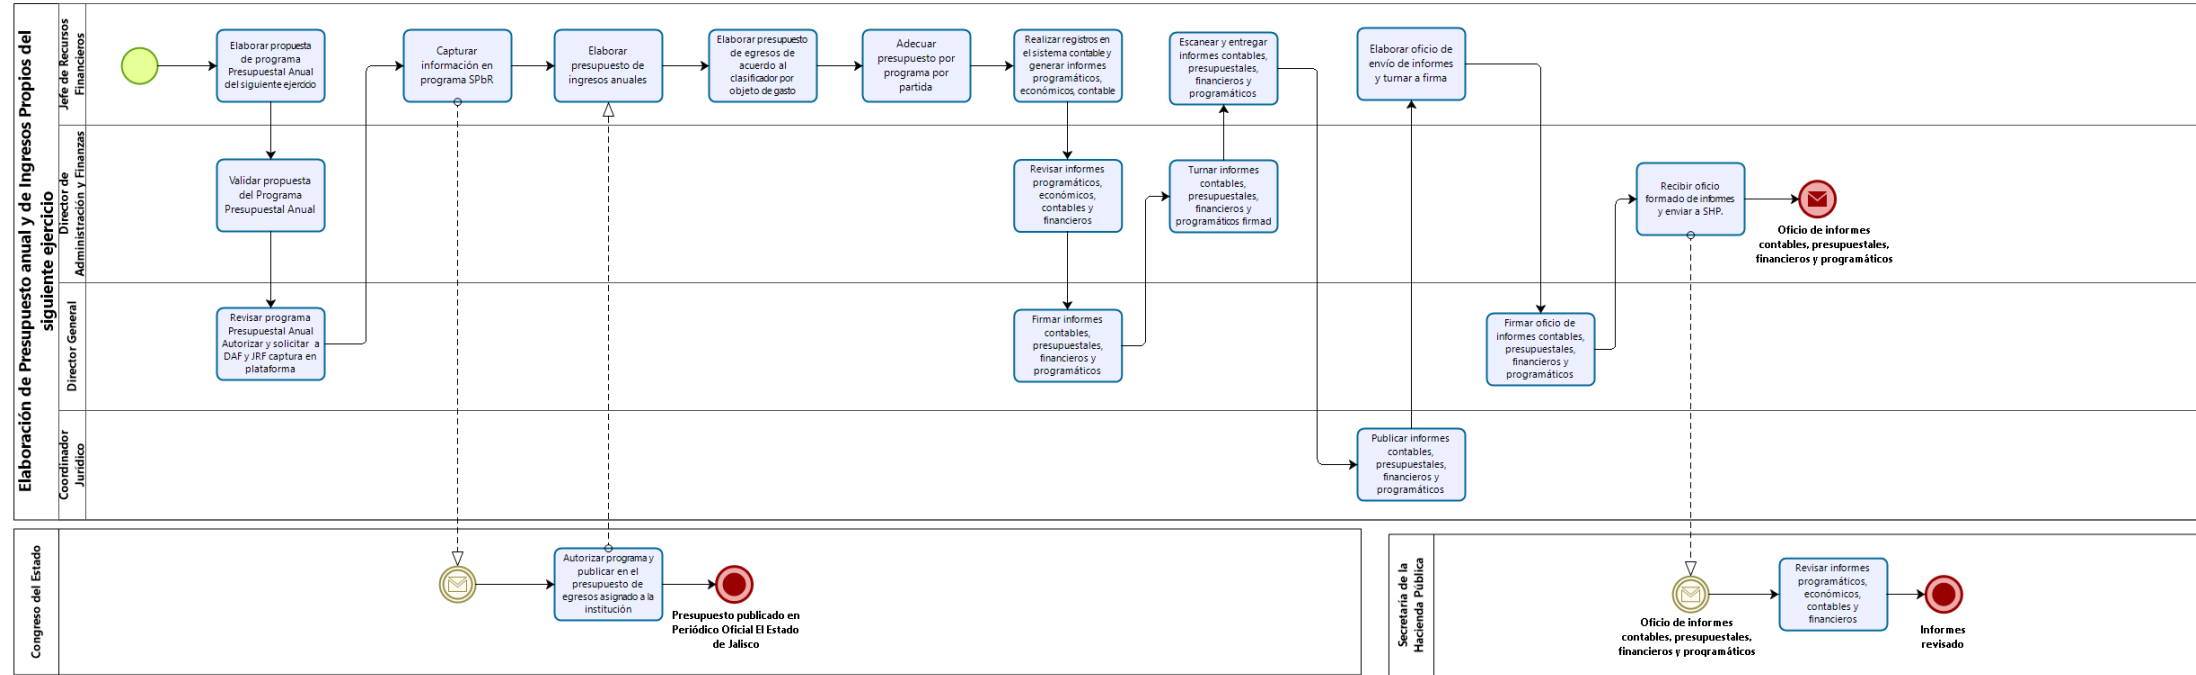 Elaboración de Presupuesto anual y de Ingresos Propios del
siguiente ejercicio
Jefe de Recursos
Financieros
Elaborar propuesta
de programa
Presupuestal Anual
del siguiente ejercicio
Capturar
información en
programa SPbR
Elaborar
presupuesto de
ingresos anuales
Elaborar presupuesto
de egresos de
acuerdo al
clasificador por
objeto de gasto
Adecuar
presupuesto por
programa por
partida
Realizar registros en
el sistema contable y
generar informes
programáticos,
económicos, contable
Escanear y entregar
informes contables,
presupuestales,
financieros y
programáticos
Elaborar oficio de
envío de informes
y turnar a firma
Director de
Administración y Finanzas
Validar propuesta
del Programa
Presupuestal Anual
Revisar informes
programáticos,
económicos,
contables y
financieros
Turnar informes
contables,
presupuestales,
financieros y
programáticos firmad
Recibir oficio
formado de informes
y enviar a SHP.
Oficio de informes
contables, presupuestales,
financieros y programáticos
Director General
Revisar programa
Presupuestal Anual
Autorizar y solicitar a
DAF y JRF captura en
plataforma
Firmar informes
contables,
presupuestales,
financieros y
programáticos
Firmar oficio de
informes contables,
presupuestales,
financieros y
programáticos
Coordinador
Jurídico
Publicar informes
contables,
presupuestales,
financieros y
programáticos
Congreso del Estado
Autorizar programa y
publicar en el
presupuesto de
egresos asignado a la
institución
Presupuesto publicado en
Periódico Oficial El Estado
de Jalisco
Secretaría de la
Hacienda Pública
Oficio de informes
contables, presupuestales,
financieros y programáticos
Revisar informes
programáticos,
económicos,
contables y
financieros
Informes
revisado